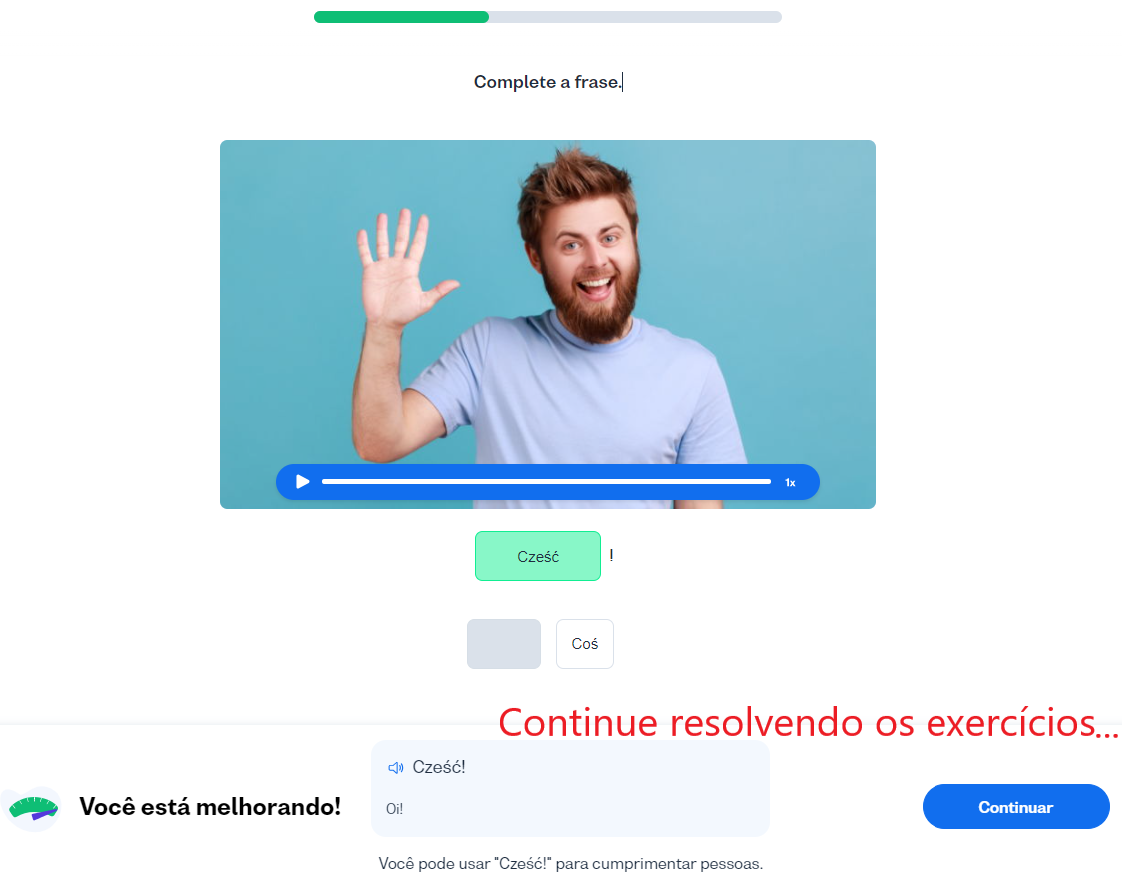 Complete a frase.
1x
Cześć !
Coś
Continue resolvendo os exercícios...
Cześć!
Você está melhorando!
Oi!
Continuar
Você pode usar "Cześć!" para cumprimentar pessoas.